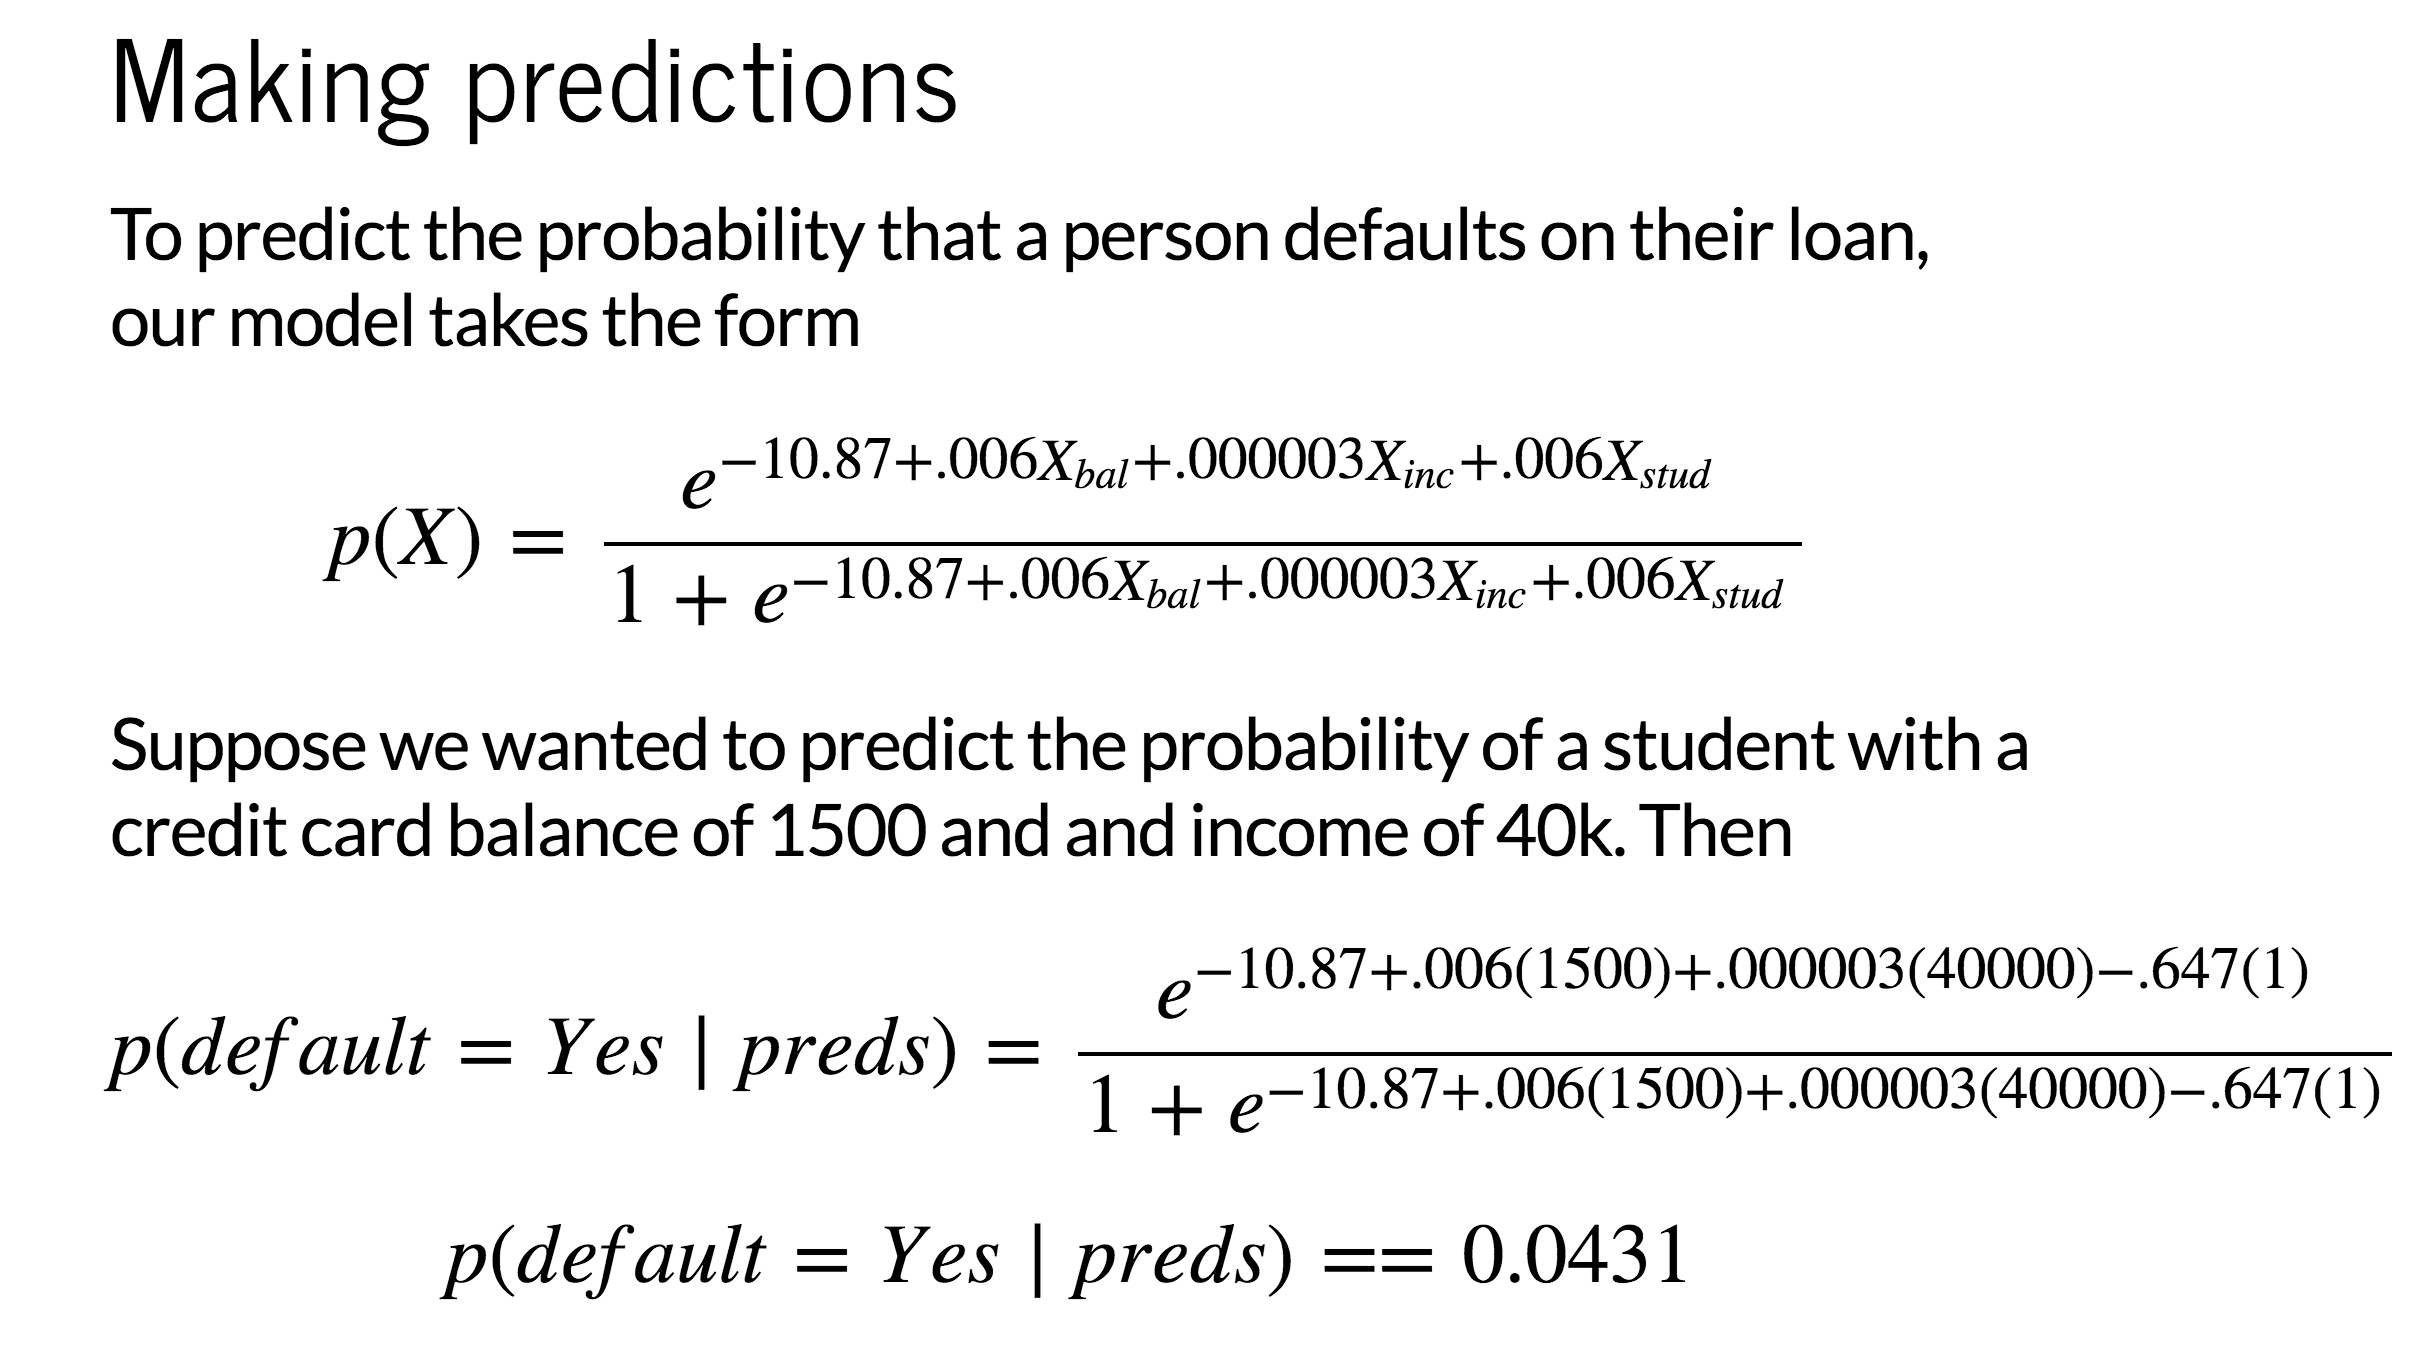 Making predictions
To predict the probability that a person defaults on their loan,
our model takes the form
p(X) = \frac{e^{-10.87+.006X_{bal}+.000003X_{inc}+.006X_{stud}}}{1 + e^{-10.87+.006X_{bal}+.000003X_{inc}+.006X_{stud}}}
Suppose we wanted to predict the probability of a student with a
credit card balance of 1500 and and income of 40k. Then
p(default = Yes | preds) = \frac{e^{-10.87+.006(1500)+.000003(40000)-.647(1)}}{1 + e^{-10.87+.006(1500)+.000003(40000)-.647(1)}}
p(default = Yes | preds) == 0.0431